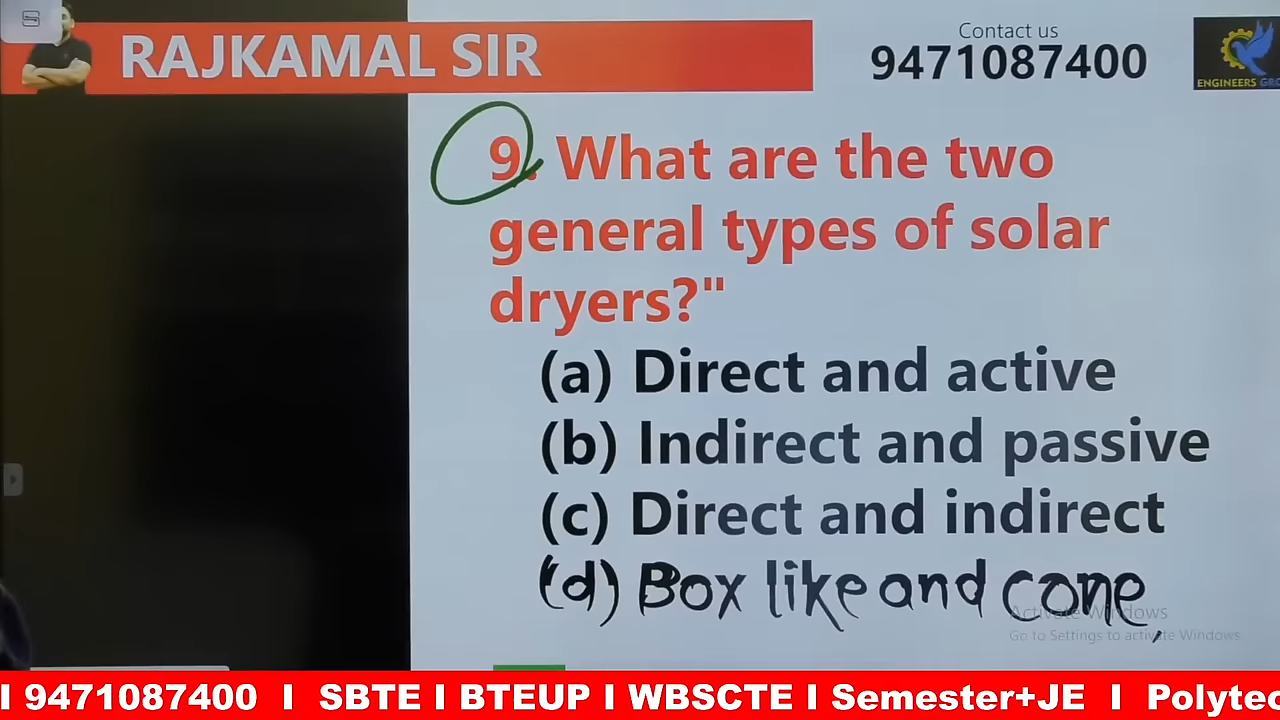 RAJKAMAL SIR
Contact us
9471087400
ENGINEERS GRO
9. What are the two
general types of solar
dryers?"
(a) Direct and active
(b) Indirect and passive
(c) Direct and indirect
(d) Box like and cone,
Activate Windows
Go to Settings to activate Windows
I 9471087400 I SBTE I BTEUP I WBSCTE I Semester+JE I Polytec